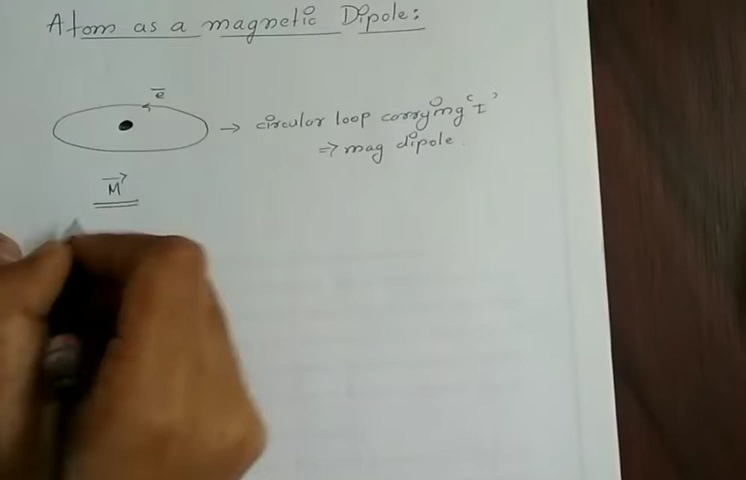 Atom as a magnetic Dipole:
e̅
→ circular loop carrying 'I'
⇒ mag dipole.
M⃗